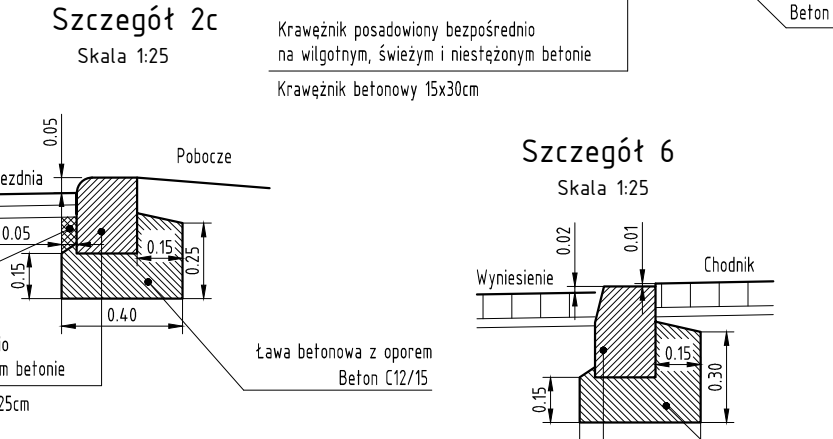 Szczegół 2c
Skala 1:25
Krawężnik posadowiony bezpośrednio
na wilgotnym, świeżym i niestężonym betonie
Krawężnik betonowy 15x30cm
Beton
0.05
ezdnia
Pobocze
0.05
0.15
0.25
0.15
0.40
io
m betonie
25cm
Ława betonowa z oporem
Beton C12/15
Szczegół 6
Skala 1:25
0.02
0.01
Wyniesienie
Chodnik
0.15
0.30
0.15